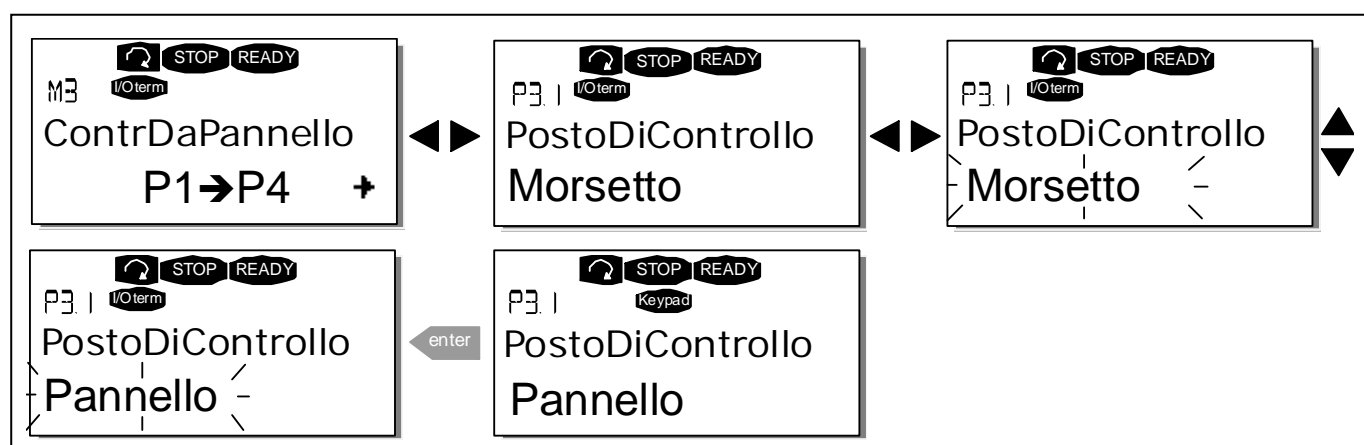 STOP READY
M3 I/Oterm
ContrDaPannello
P1➔P4
STOP READY
P3.1 I/Oterm
PostoDiControllo
Morsetto
STOP READY
P3.1 I/Oterm
PostoDiControllo
Morsetto
STOP READY
P3.1 I/Oterm
PostoDiControllo
Pannello
enter
STOP READY
P3.1 Keypad
PostoDiControllo
Pannello